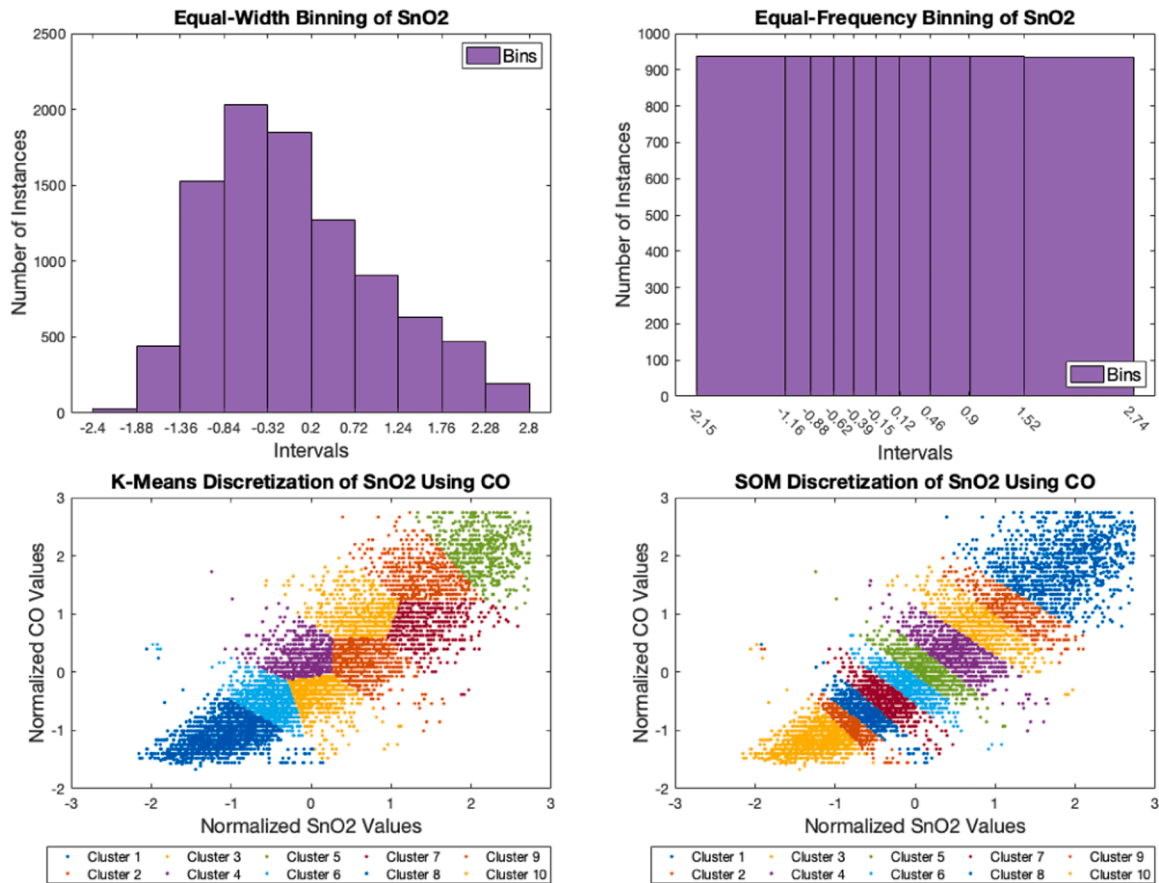 Equal-Width Binning of SnO2
2500
2000
1500
1000
500
0
Number of Instances
Bins
-2.4 -1.88 -1.36 -0.84 -0.32 0.2 0.72 1.24 1.76 2.28 2.8
Intervals
Equal-Frequency Binning of SnO2
1000
900
800
700
600
500
400
300
200
100
0
Number of Instances
Bins
-2.15 -1.16 -0.88 -0.62 -0.39 -0.15 0.12 0.46 0.9 1.52 2.74
Intervals
K-Means Discretization of SnO2 Using CO
3
2
1
0
-1
-2
Normalized CO Values
-3 -2 -1 0 1 2 3
Normalized SnO2 Values
Cluster 1 Cluster 3 Cluster 5 Cluster 7 Cluster 9
Cluster 2 Cluster 4 Cluster 6 Cluster 8 Cluster 10
SOM Discretization of SnO2 Using CO
3
2
1
0
-1
-2
Normalized CO Values
-3 -2 -1 0 1 2 3
Normalized SnO2 Values
Cluster 1 Cluster 3 Cluster 5 Cluster 7 Cluster 9
Cluster 2 Cluster 4 Cluster 6 Cluster 8 Cluster 10